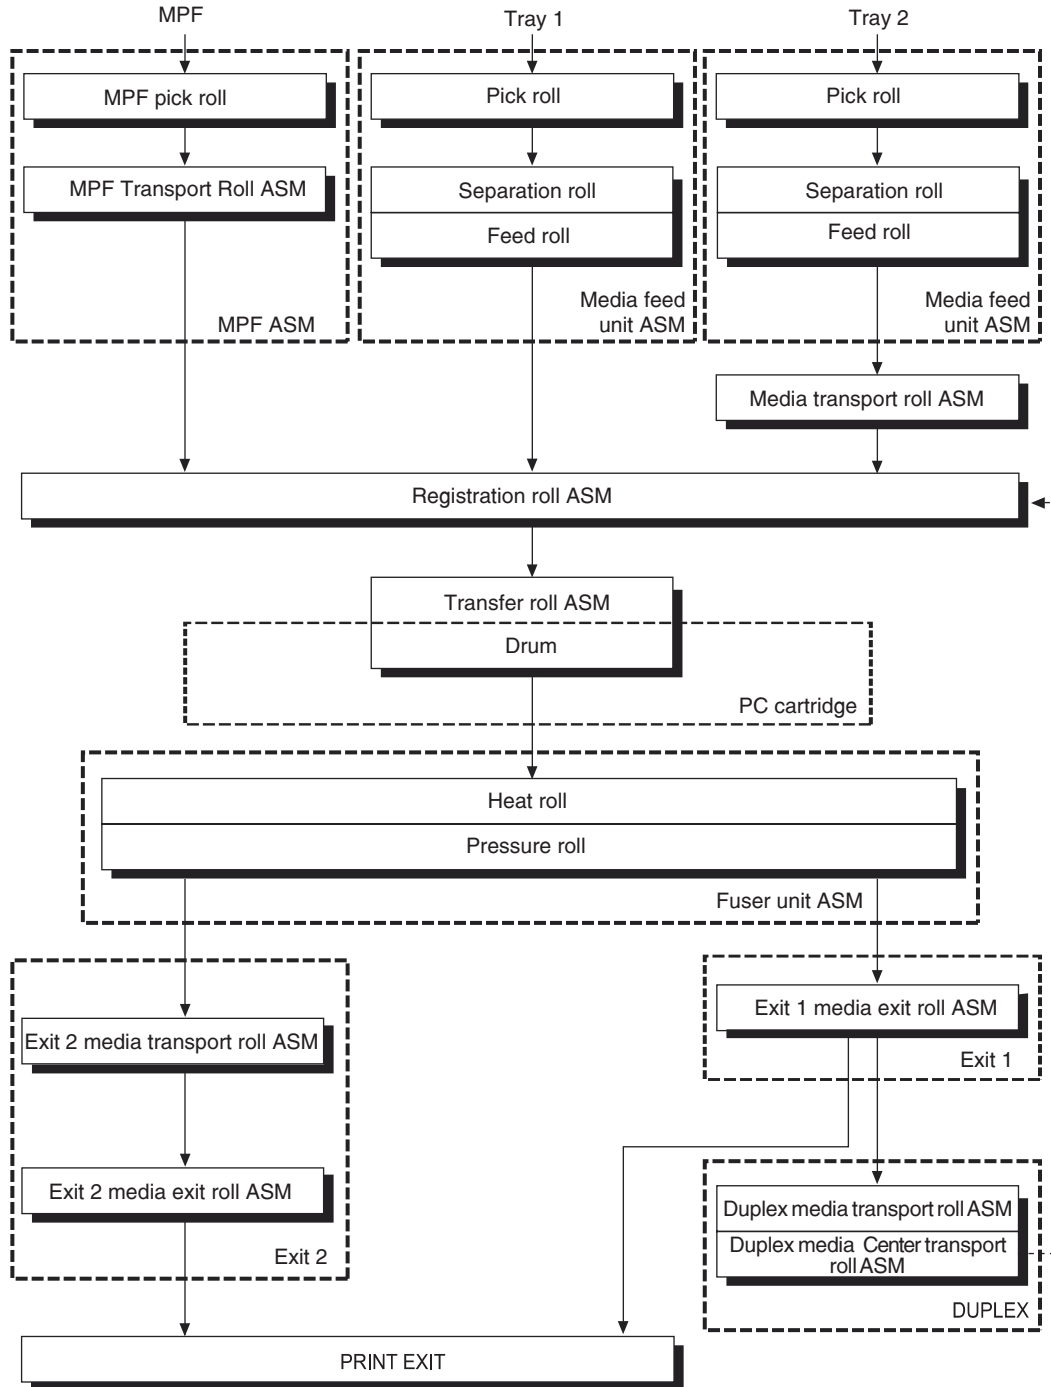 MPF
Tray 1
Tray 2
MPF pick roll
Pick roll
Pick roll
MPF Transport Roll ASM
Separation roll
Feed roll
Separation roll
Feed roll
MPF ASM
Media feed
unit ASM
Media feed
unit ASM
Media transport roll ASM
Registration roll ASM
Transfer roll ASM
Drum
PC cartridge
Heat roll
Pressure roll
Fuser unit ASM
Exit 2 media transport roll ASM
Exit 1 media exit roll ASM
Exit 1
Exit 2 media exit roll ASM
Exit 2
Duplex media transport roll ASM
Duplex media Center transport
roll ASM
DUPLEX
PRINT EXIT